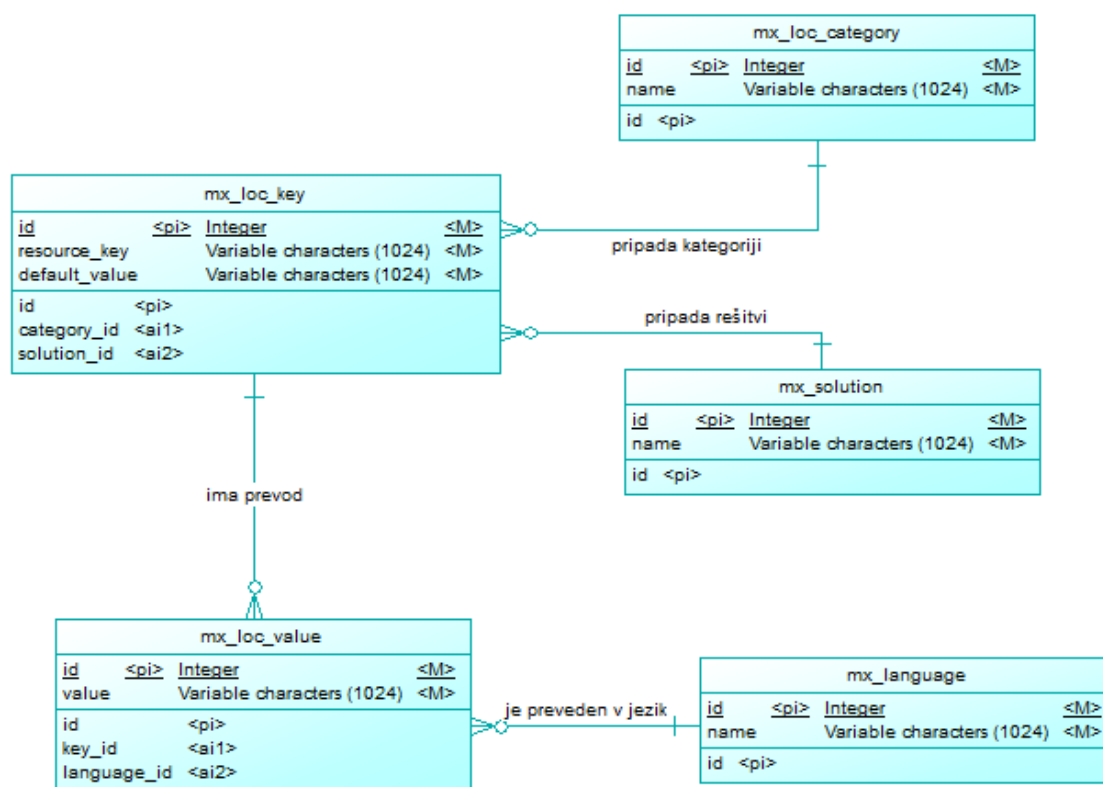 mx_loc_category
id <pi> Integer <M>
name Variable characters (1024) <M>
id <pi>
mx_loc_key
id <pi> Integer <M>
resource_key Variable characters (1024) <M>
default_value Variable characters (1024) <M>
id <pi>
category_id <ai1>
solution_id <ai2>
pripada kategoriji
pripada rešitvi
mx_solution
id <pi> Integer <M>
name Variable characters (1024) <M>
id <pi>
ima prevod
mx_loc_value
id <pi> Integer <M>
value Variable characters (1024) <M>
id <pi>
key_id <ai1>
language_id <ai2>
je preveden v jezik
mx_language
id <pi> Integer <M>
name Variable characters (1024) <M>
id <pi>